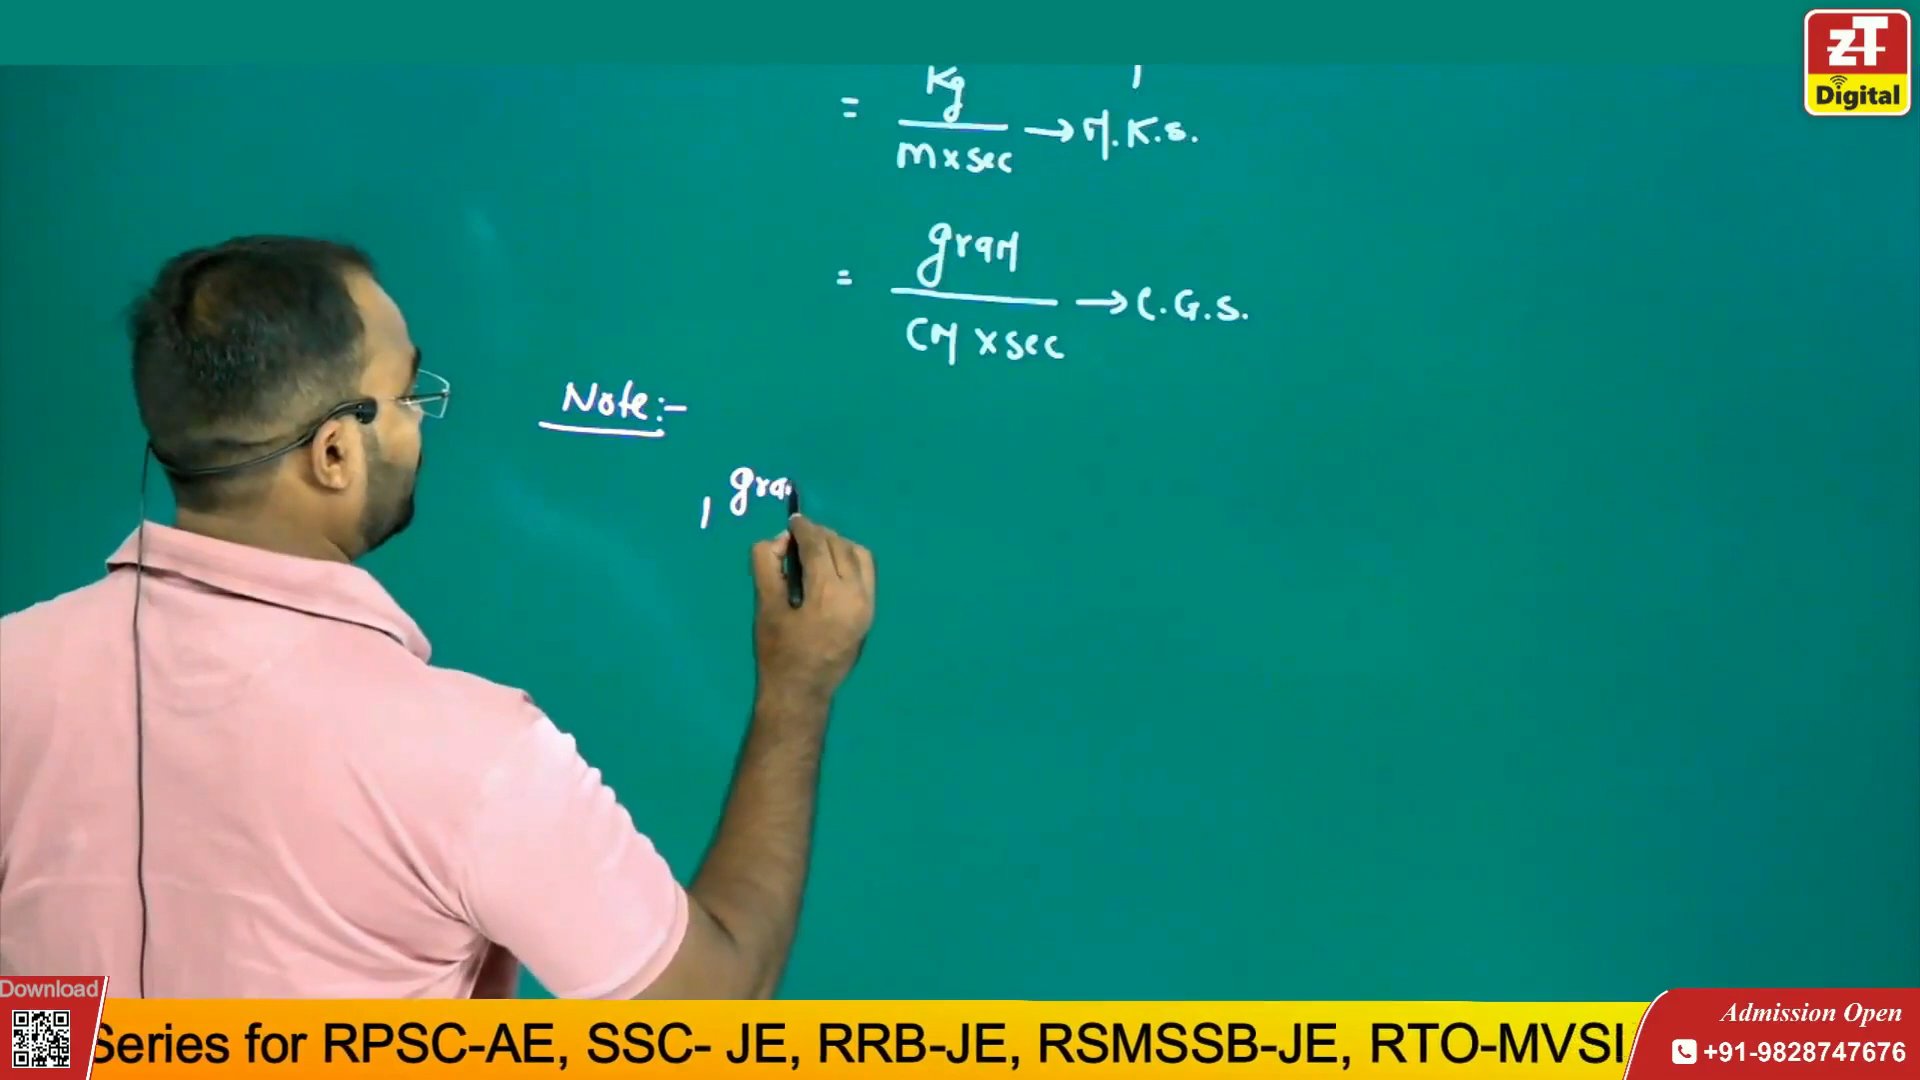 ZT
Digital
= Kg
m x sec → M.K.S.
= gram
cm x sec → C.G.S.
Note:-
1 gra
Download
Series for RPSC-AE, SSC- JE, RRB-JE, RSMSSB-JE, RTO-MVSI
Admission Open
+91-9828747676